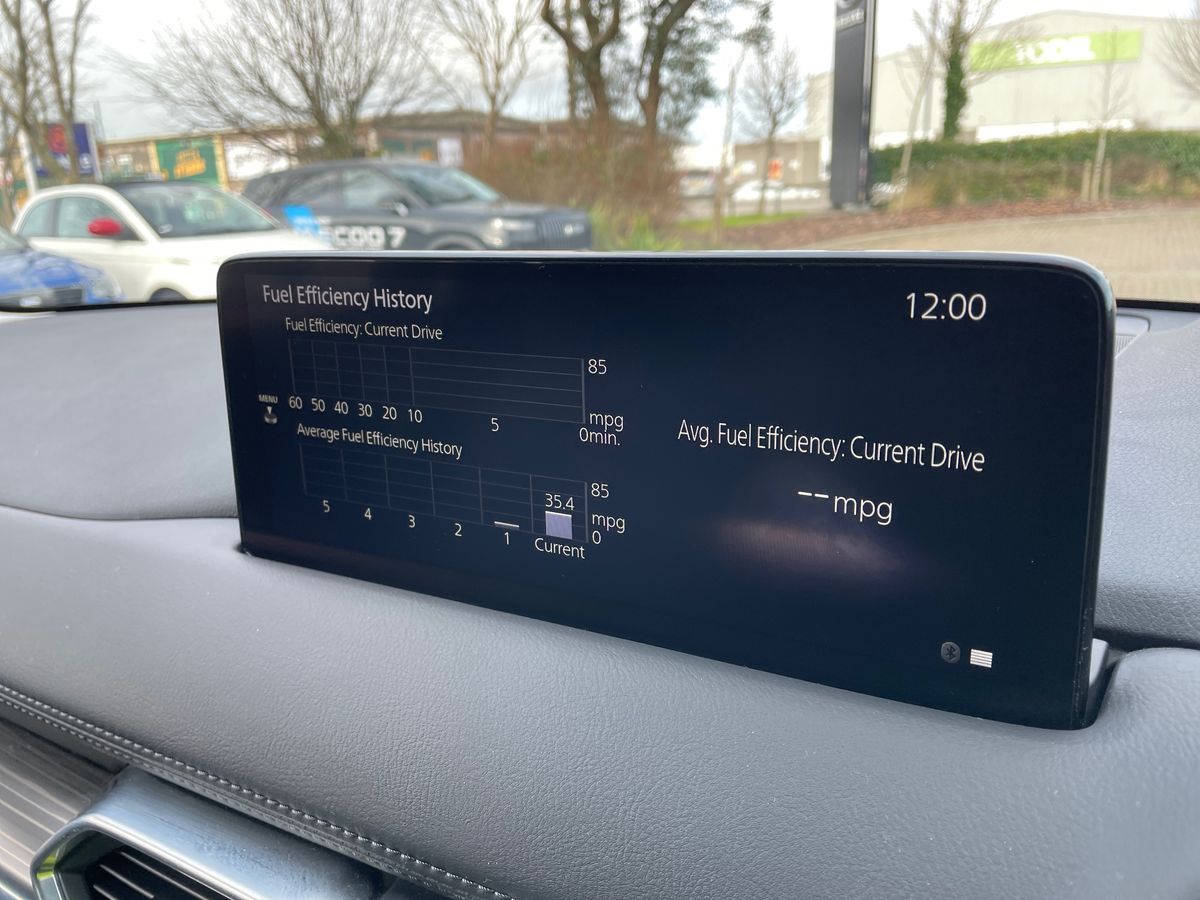 Fuel Efficiency History
12:00
Fuel Efficiency: Current Drive
85
MENU
60 50 40 30 20 10 5 0min.
mpg
Average Fuel Efficiency History
85
35.4
mpg
0
5 4 3 2 1 Current
Avg. Fuel Efficiency: Current Drive
-- mpg